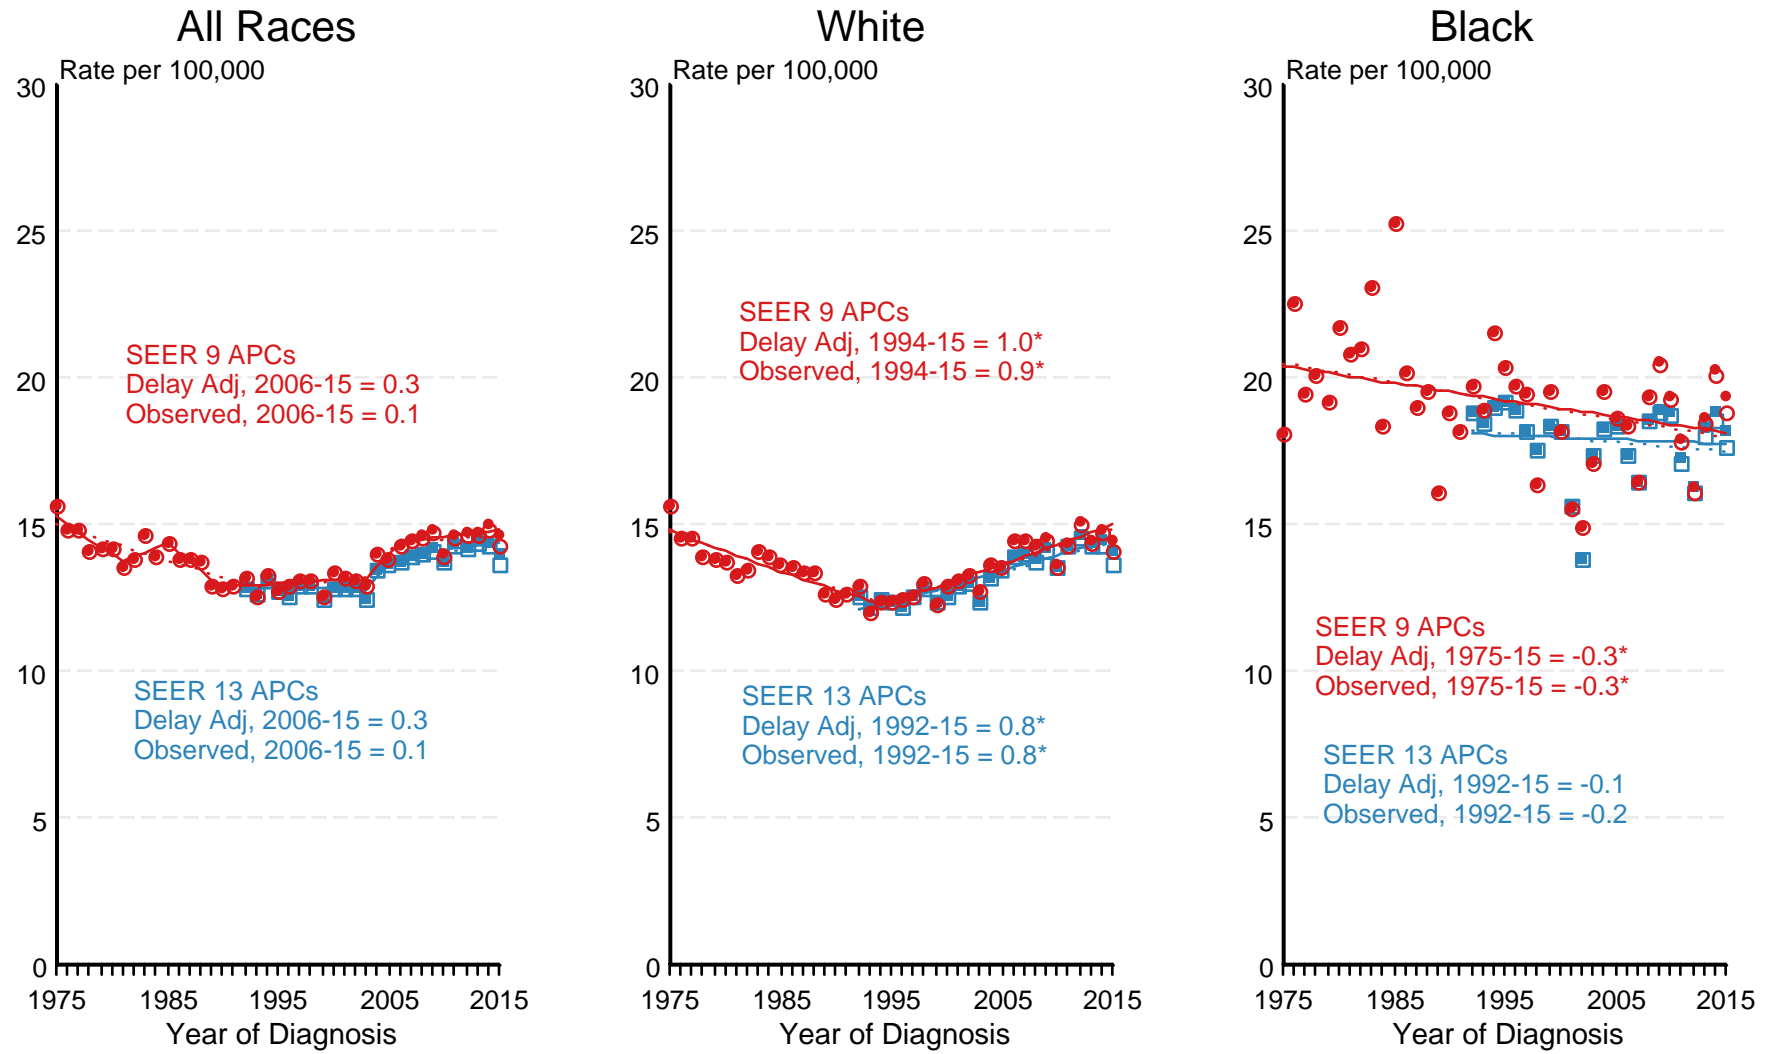 All Races
Rate per 100,000
30
25
20
15
10
5
0
SEER 9 APCs
Delay Adj, 2006-15 = 0.3
Observed, 2006-15 = 0.1
SEER 13 APCs
Delay Adj, 2006-15 = 0.3
Observed, 2006-15 = 0.1
1975 1985 1995 2005 2015
Year of Diagnosis
White
Rate per 100,000
30
25
20
15
10
5
0
SEER 9 APCs
Delay Adj, 1994-15 = 1.0*
Observed, 1994-15 = 0.9*
SEER 13 APCs
Delay Adj, 1992-15 = 0.8*
Observed, 1992-15 = 0.8*
1975 1985 1995 2005 2015
Year of Diagnosis
Black
Rate per 100,000
30
25
20
15
10
5
0
SEER 9 APCs
Delay Adj, 1975-15 = -0.3*
Observed, 1975-15 = -0.3*
SEER 13 APCs
Delay Adj, 1992-15 = -0.1
Observed, 1992-15 = -0.2
1975 1985 1995 2005 2015
Year of Diagnosis